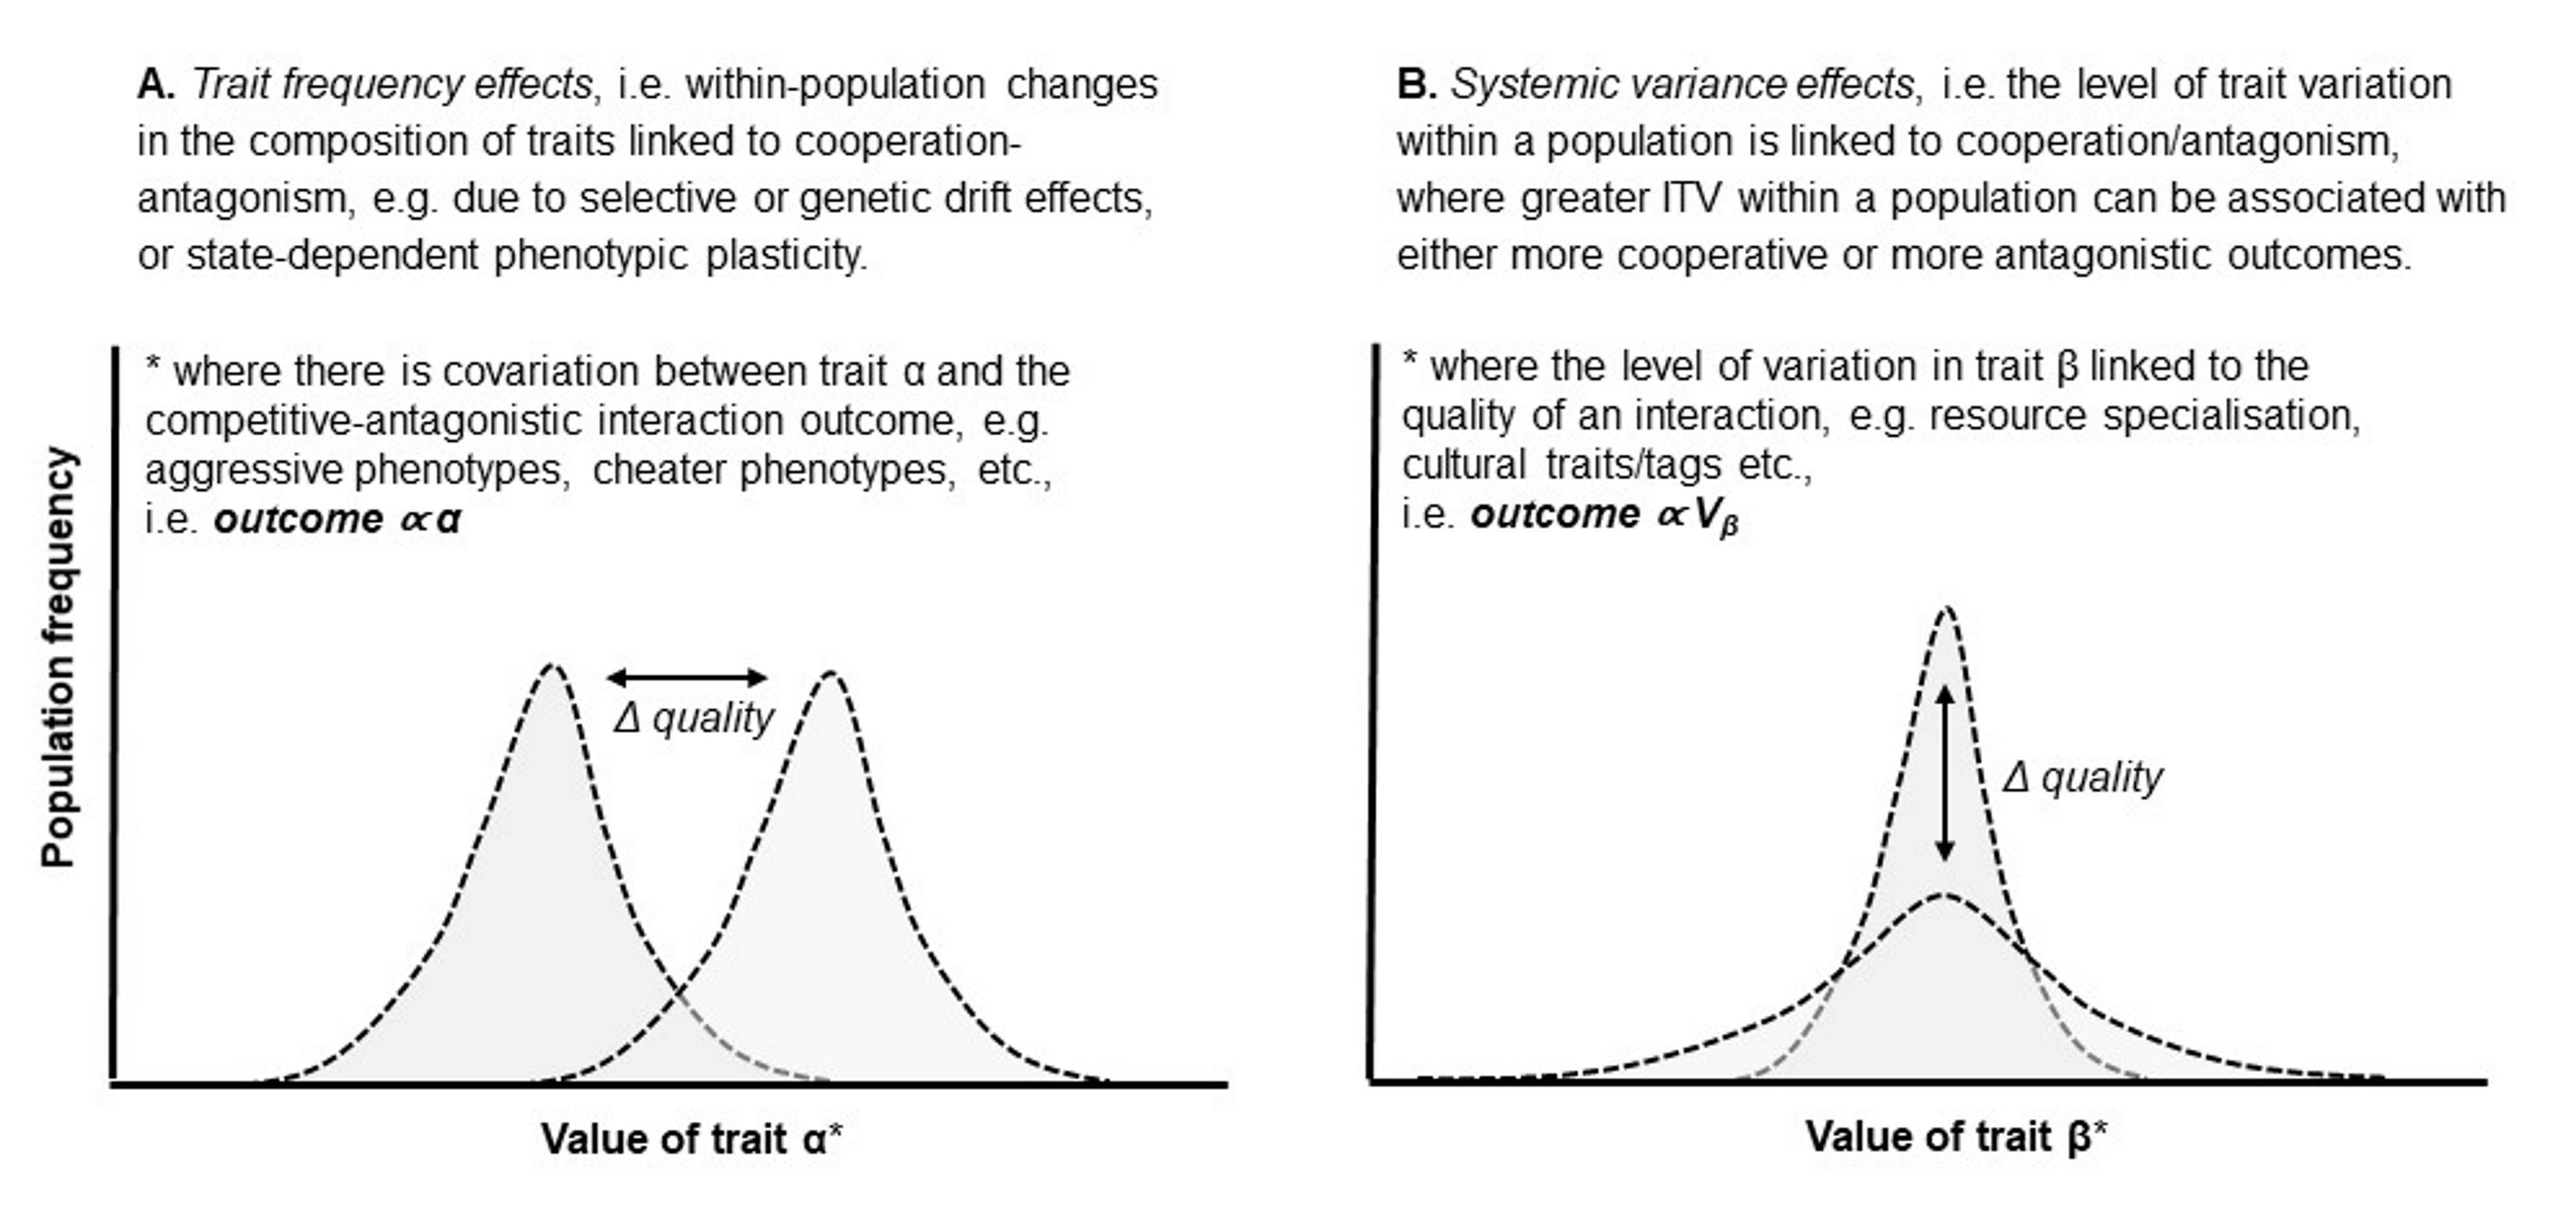 A. Trait frequency effects, i.e. within-population changes
in the composition of traits linked to cooperation-
antagonism, e.g. due to selective or genetic drift effects,
or state-dependent phenotypic plasticity.
* where there is covariation between trait α and the
competitive-antagonistic interaction outcome, e.g.
aggressive phenotypes, cheater phenotypes, etc.,
i.e. outcome ∝ α
Δ quality
Population frequency
Value of trait α*
B. Systemic variance effects, i.e. the level of trait variation
within a population is linked to cooperation/antagonism,
where greater ITV within a population can be associated with
either more cooperative or more antagonistic outcomes.
* where the level of variation in trait β linked to the
quality of an interaction, e.g. resource specialisation,
cultural traits/tags etc.,
i.e. outcome ∝ Vβ
Δ quality
Value of trait β*